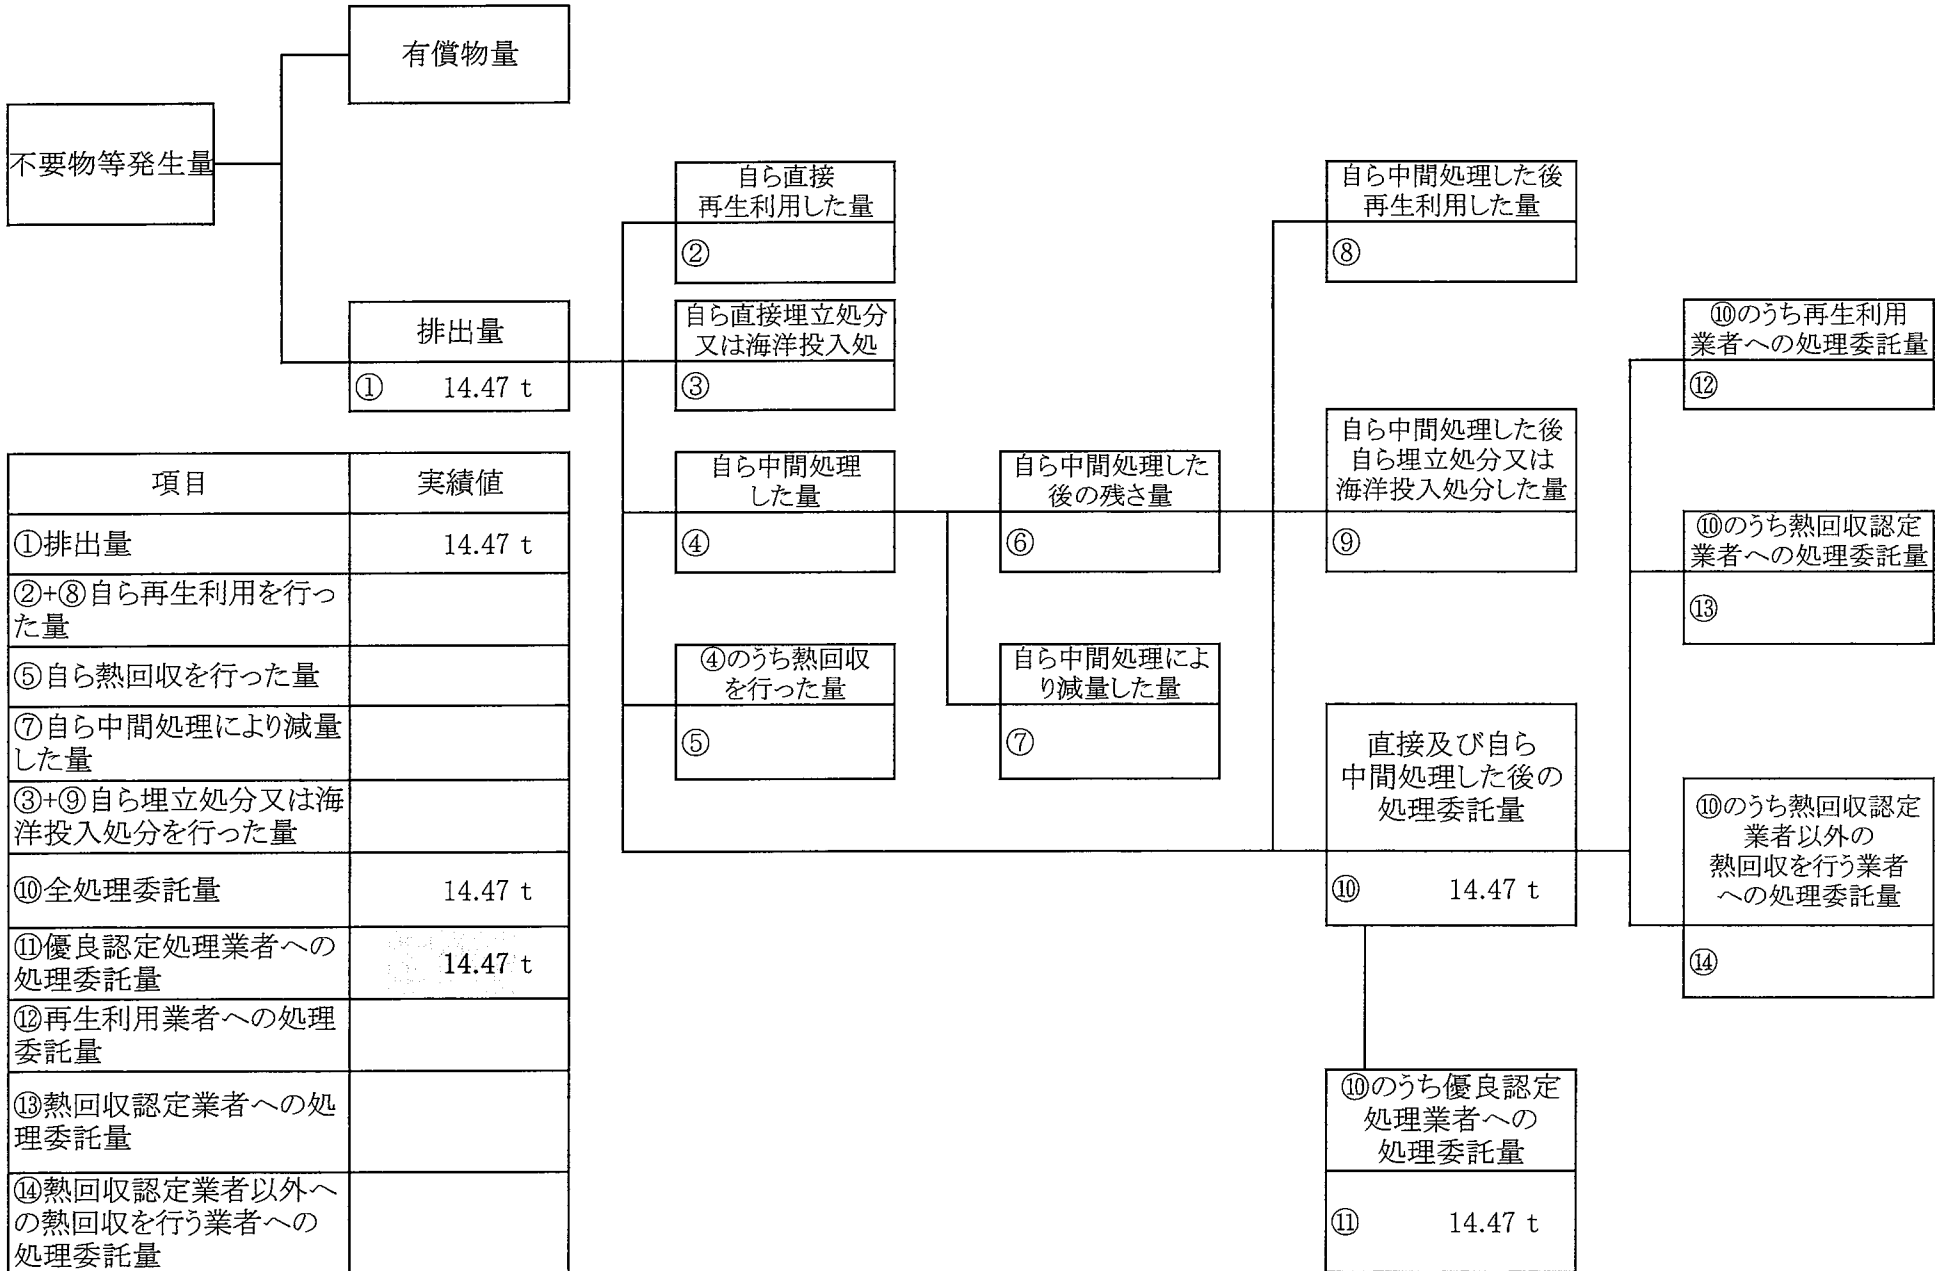 有償物量
不要物等発生量
排出量
① 14.47 t
自ら直接
再生利用した量
②
自ら直接埋立処分
又は海洋投入処
③
自ら中間処理
した量
④
④のうち熱回収
を行った量
⑤
自ら中間処理した
後の残さ量
⑥
自ら中間処理によ
り減量した量
⑦
自ら中間処理した後
再生利用した量
⑧
自ら中間処理した後
自ら埋立処分又は
海洋投入処分した量
⑨
直接及び自ら
中間処理した後の
処理委託量
⑩ 14.47 t
⑩のうち優良認定
処理業者への
処理委託量
⑪ 14.47 t
⑩のうち再生利用
業者への処理委託量
⑫
⑩のうち熱回収認定
業者への処理委託量
⑬
⑩のうち熱回収認定
業者以外の
熱回収を行う業者
への処理委託量
⑭
項目 実績値
①排出量 14.47 t
②+⑧自ら再生利用を行っ
た量
⑤自ら熱回収を行った量
⑦自ら中間処理により減量
した量
③+⑨自ら埋立処分又は海
洋投入処分を行った量
⑩全処理委託量 14.47 t
⑪優良認定処理業者への
処理委託量 14.47 t
⑫再生利用業者への処理
委託量
⑬熱回収認定業者への処
理委託量
⑭熱回収認定業者以外へ
の熱回収を行う業者への
処理委託量